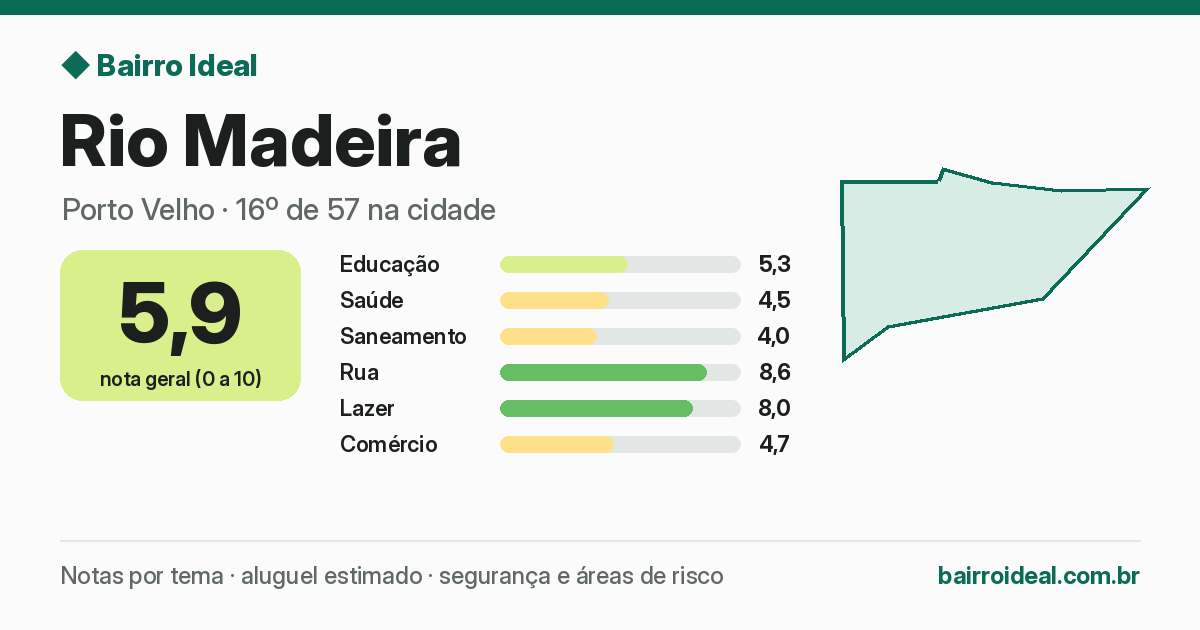 Bairro Ideal
Rio Madeira
Porto Velho · 16º de 57 na cidade
5,9
nota geral (0 a 10)
Educação 5,3
Saúde 4,5
Saneamento 4,0
Rua 8,6
Lazer 8,0
Comércio 4,7
Notas por tema · aluguel estimado · segurança e áreas de risco
bairroideal.com.br